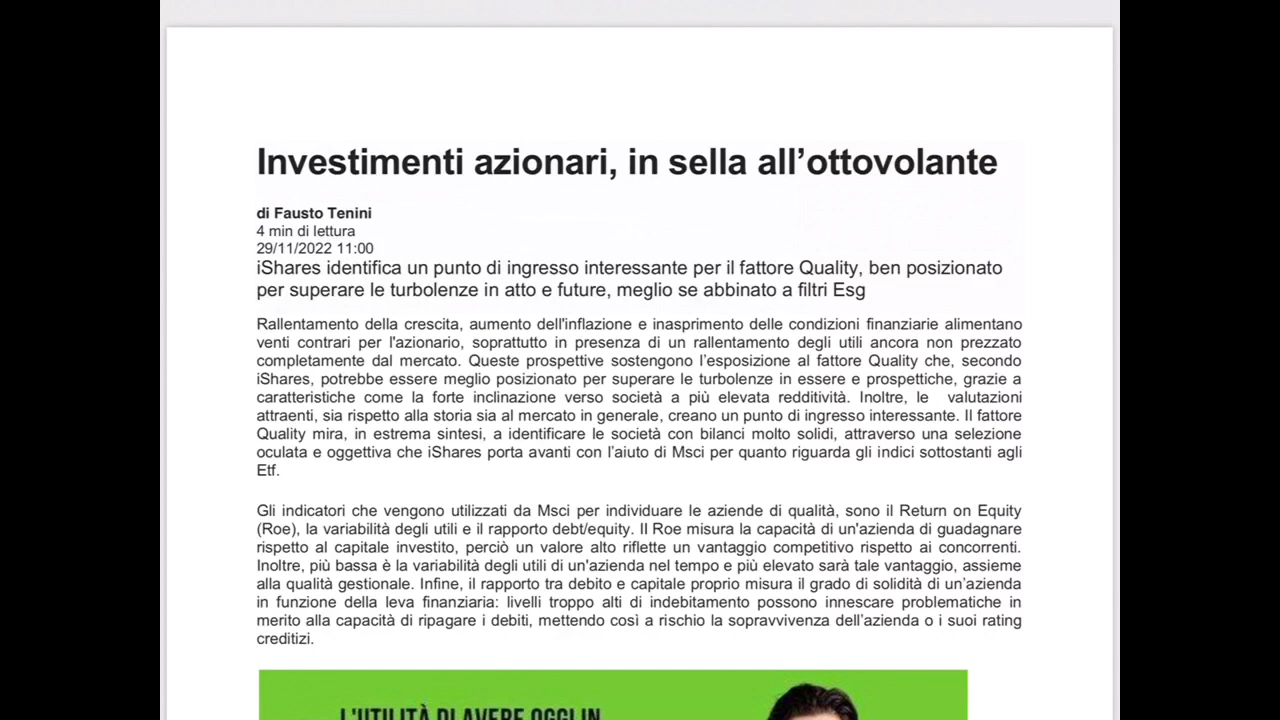 Investimenti azionari, in sella all’ottovolante
di Fausto Tenini
4 min di lettura
29/11/2022 11:00
iShares identifica un punto di ingresso interessante per il fattore Quality, ben posizionato
per superare le turbolenze in atto e future, meglio se abbinato a filtri Esg
Rallentamento della crescita, aumento dell'inflazione e inasprimento delle condizioni finanziarie alimentano
venti contrari per l'azionario, soprattutto in presenza di un rallentamento degli utili ancora non prezzato
completamente dal mercato. Queste prospettive sostengono l’esposizione al fattore Quality che, secondo
iShares, potrebbe essere meglio posizionato per superare le turbolenze in essere e prospettiche, grazie a
caratteristiche come la forte inclinazione verso società a più elevata redditività. Inoltre, le valutazioni
attraenti, sia rispetto alla storia sia al mercato in generale, creano un punto di ingresso interessante. Il fattore
Quality mira, in estrema sintesi, a identificare le società con bilanci molto solidi, attraverso una selezione
oculata e oggettiva che iShares porta avanti con l’aiuto di Msci per quanto riguarda gli indici sottostanti agli
Etf.
Gli indicatori che vengono utilizzati da Msci per individuare le aziende di qualità, sono il Return on Equity
(Roe), la variabilità degli utili e il rapporto debt/equity. Il Roe misura la capacità di un'azienda di guadagnare
rispetto al capitale investito, perciò un valore alto riflette un vantaggio competitivo rispetto ai concorrenti.
Inoltre, più bassa è la variabilità degli utili di un'azienda nel tempo e più elevato sarà tale vantaggio, assieme
alla qualità gestionale. Infine, il rapporto tra debito e capitale proprio misura il grado di solidità di un’azienda
in funzione della leva finanziaria: livelli troppo alti di indebitamento possono innescare problematiche in
merito alla capacità di ripagare i debiti, mettendo così a rischio la sopravvivenza dell’azienda o i suoi rating
creditizi.
L'UTILITÀ DI AVERE OGGI IN